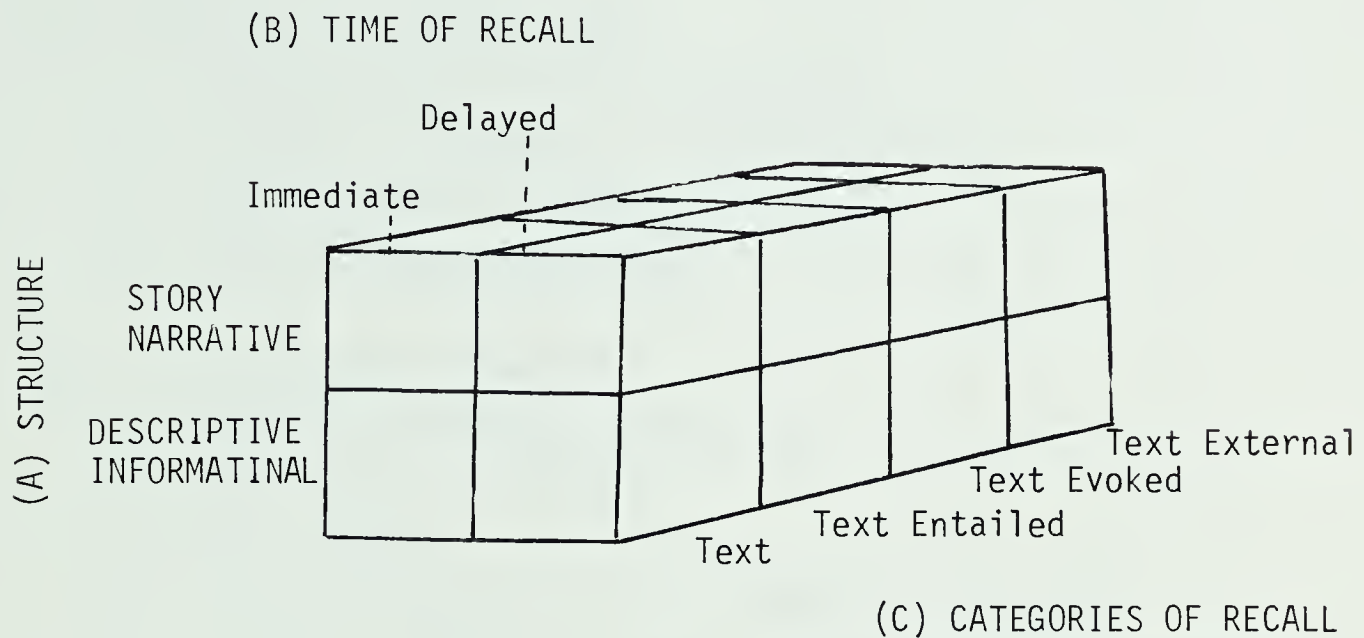 (B) TIME OF RECALL
Delayed
Immediate
(A) STRUCTURE
STORY
NARRATIVE
DESCRIPTIVE
INFORMATINAL
Text External
Text Evoked
Text Entailed
Text
(C) CATEGORIES OF RECALL